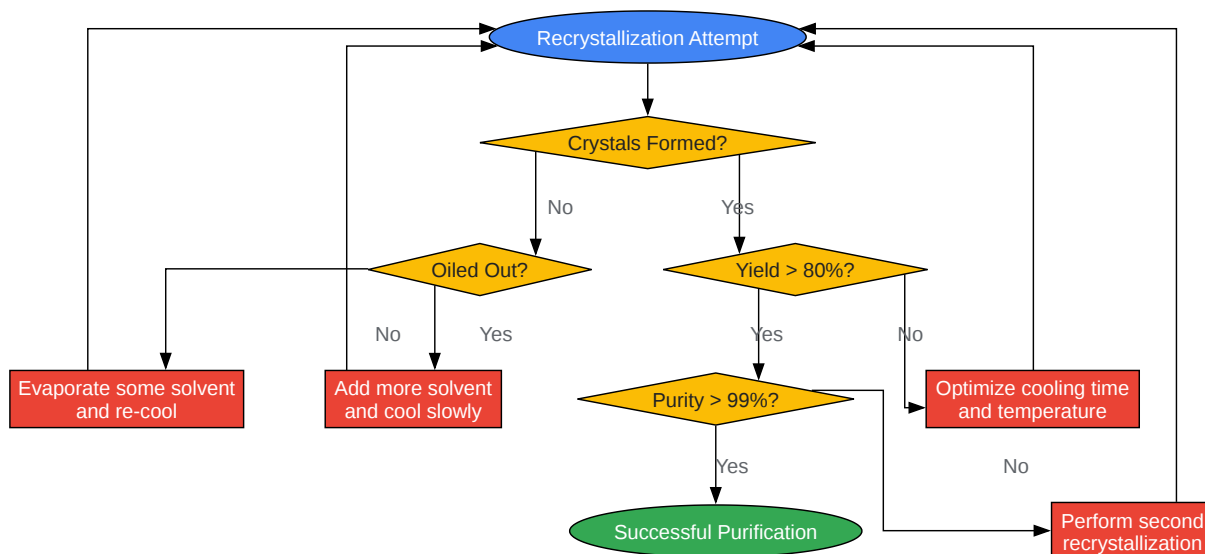 Recrystallization Attempt
Crystals Formed?
No
Yes
Oiled Out?
Yield > 80%?
No
Yes
Yes
No
Evaporate some solvent
and re-cool
Add more solvent
and cool slowly
Purity > 99%?
Optimize cooling time
and temperature
Yes
No
Successful Purification
Perform second
recrystallization